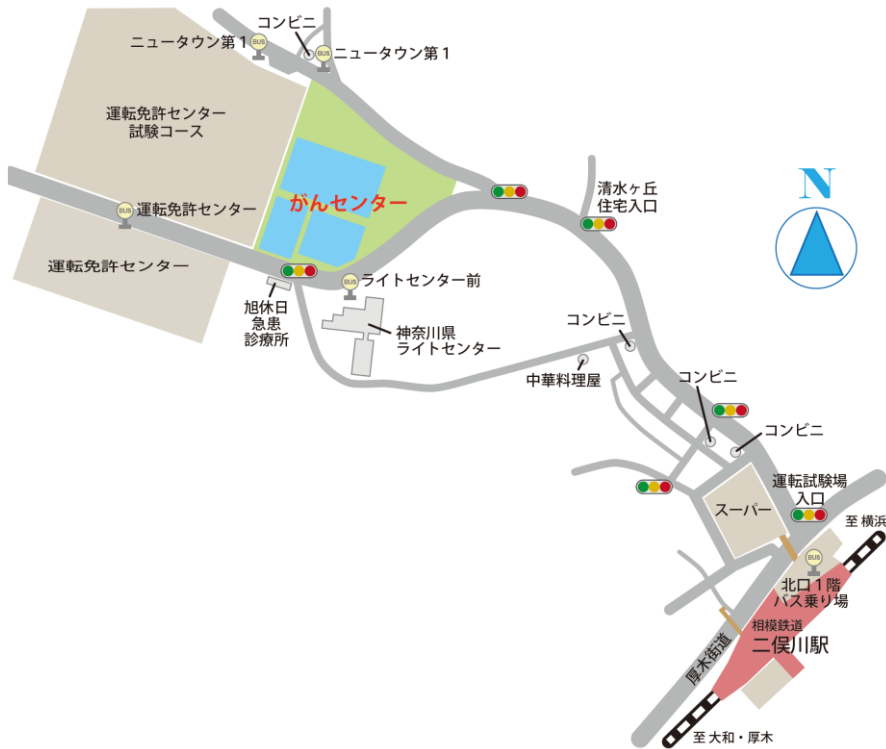 コンビニ
ニュータウン第1
BUS
BUS
ニュータウン第1
運転免許センター
試験コース
がんセンター
BUS
運転免許センター
運転免許センター
清水ヶ丘
住宅入口
N
BUS
ライトセンター前
旭休日
急患
診療所
神奈川県
ライトセンター
コンビニ
中華料理屋
コンビニ
コンビニ
運転試験場
入口
スーパー
至 横浜
BUS
北口1階
バス乗り場
相模鉄道
二俣川駅
厚木街道
至 大和・厚木